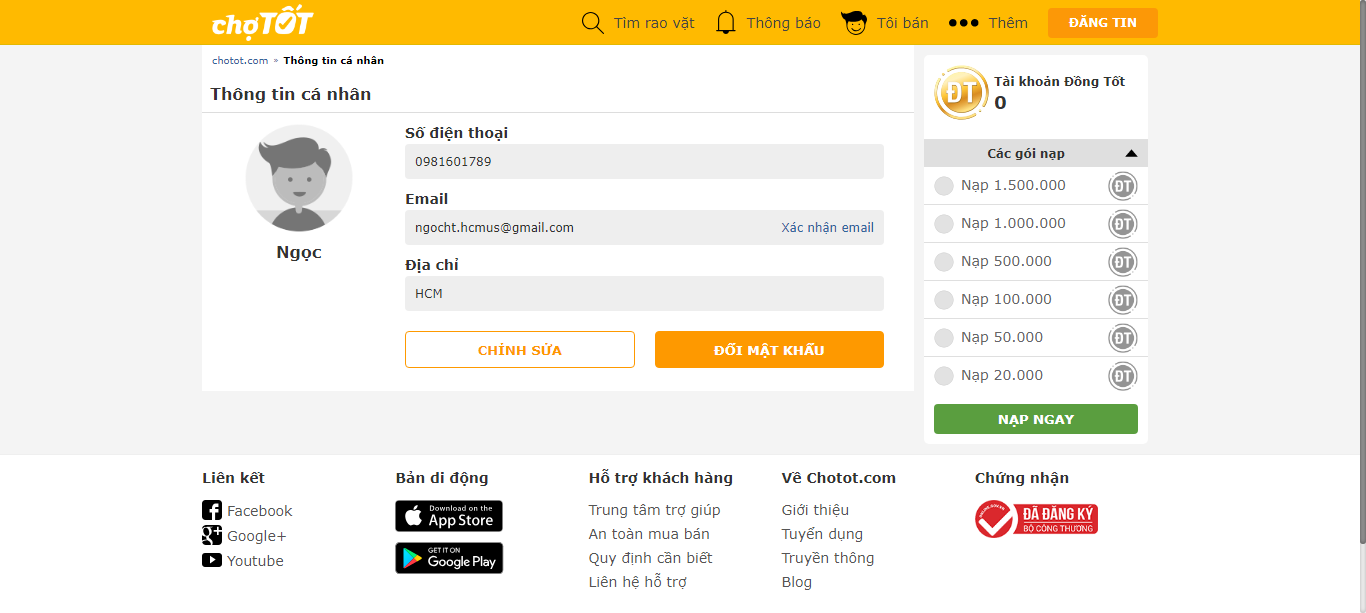 chợTỐT
Tìm rao vặt
Thông báo
Tôi bán
Thêm
ĐĂNG TIN
chotot.com » Thông tin cá nhân
Thông tin cá nhân
Ngọc
Số điện thoại
0981601789
Email
ngocht.hcmus@gmail.com
Xác nhận email
Địa chỉ
HCM
CHỈNH SỬA
ĐỔI MẬT KHẨU
ĐT
Tài khoản Đồng Tốt
0
Các gói nạp
Nạp 1.500.000 ĐT
Nạp 1.000.000 ĐT
Nạp 500.000 ĐT
Nạp 100.000 ĐT
Nạp 50.000 ĐT
Nạp 20.000 ĐT
NẠP NGAY
Liên kết
Facebook
Google+
Youtube
Bản di động
Download on the
App Store
GET IT ON
Google Play
Hỗ trợ khách hàng
Trung tâm trợ giúp
An toàn mua bán
Quy định cần biết
Liên hệ hỗ trợ
Về Chotot.com
Giới thiệu
Tuyển dụng
Truyền thông
Blog
Chứng nhận
ĐÃ ĐĂNG KÝ
BỘ CÔNG THƯƠNG